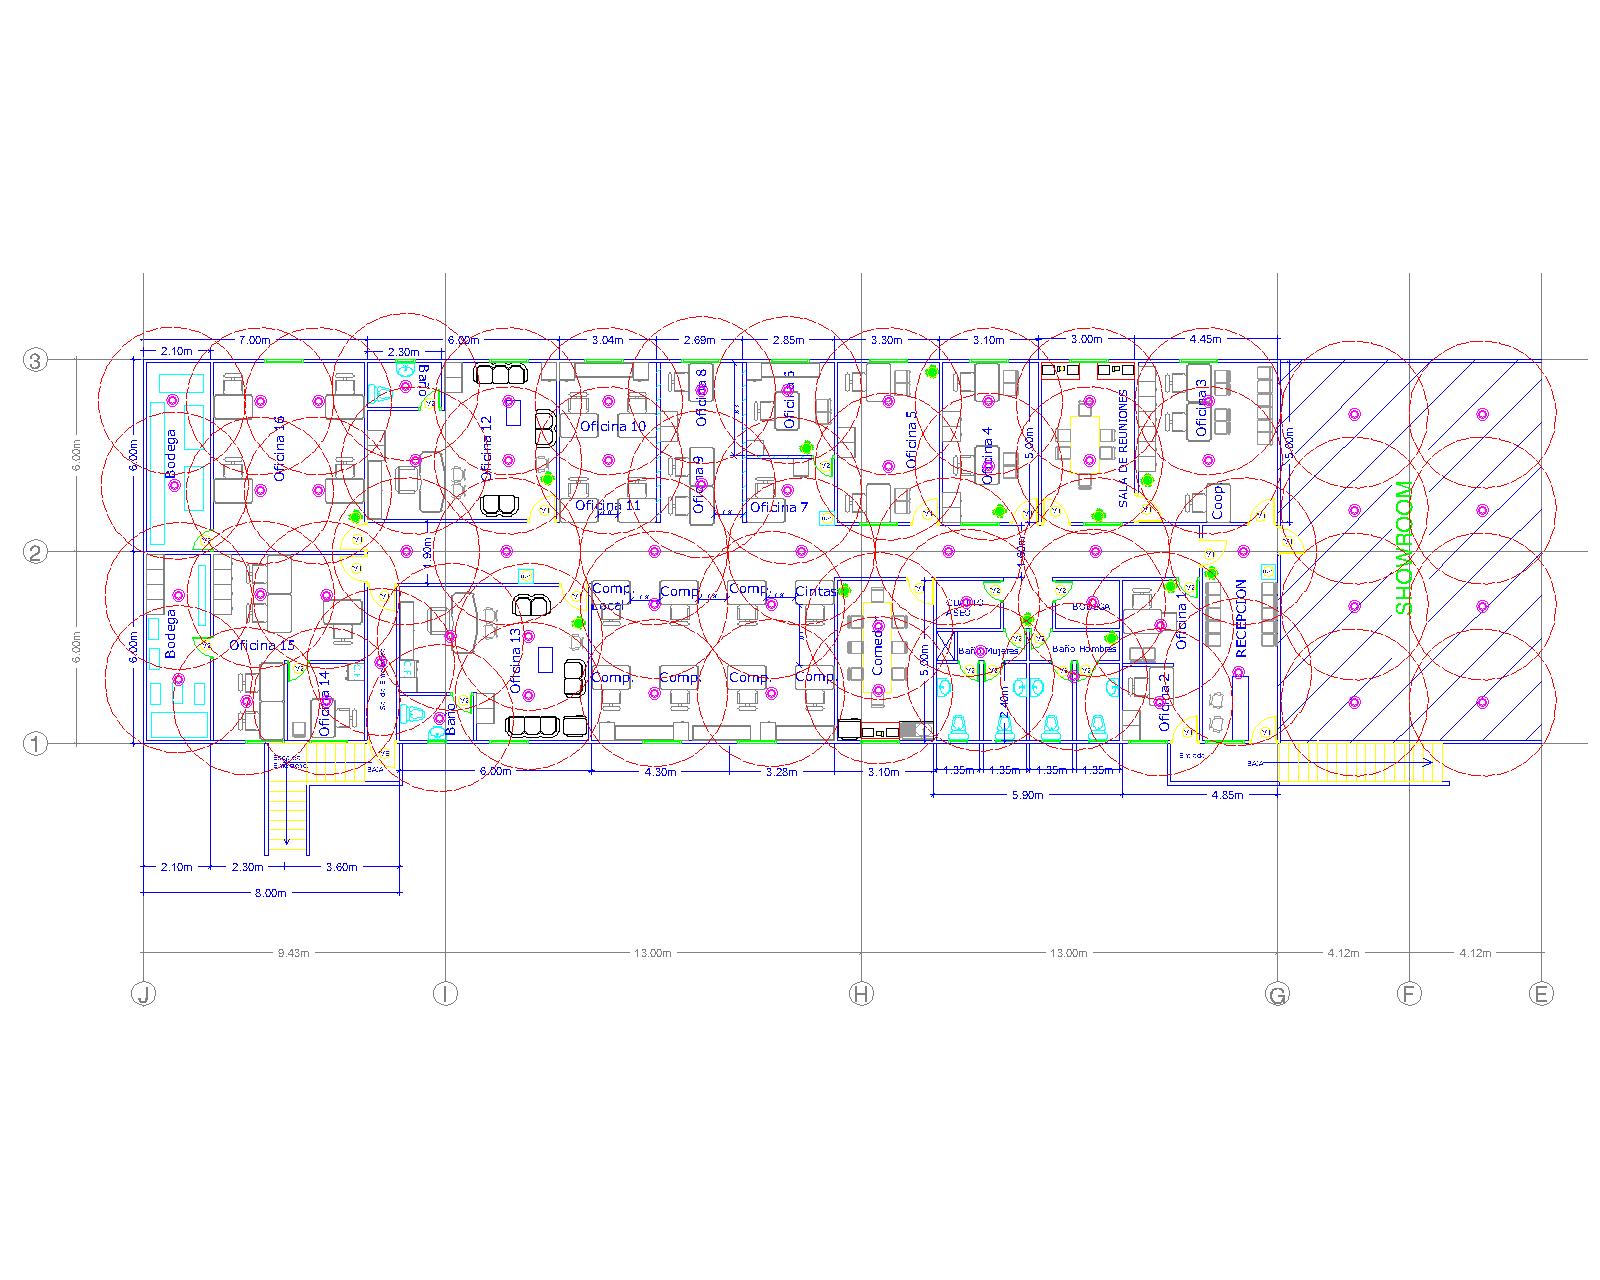 7.00m
6.00m
3.04m
2.69m
2.85m
3.30m
3.10m
3.00m
4.45m
2.10m
2.30m
3
2
1
6.00m
6.00m
6.00m
6.00m
Bodega
Oficina 16
Baño
Oficina 12
Oficina 10
Oficina 11
Oficina 8
Oficina 9
Oficina 6
Oficina 7
Oficina 5
Oficina 4
5.00m
SALA DE REUNIONES
Oficina 3
Coop
5.00m
SHOWROOM
1.90m
1.60m
Bodega
Oficina 15
Oficina 14
Oficina 13
Baño
Comp.
Local
Comp.
Comp.
Cintas
Comp.
Comp.
Comp.
Comp.
Comedor
5.00m
ASEO
BODEGA
Baño Mujeres
Baño Hombres
2.40m
Oficina 1
Oficina 2
RECEPCION
Entrada
BAJA
BAJA
6.00m
4.30m
3.28m
3.10m
1.35m
1.35m
1.35m
1.35m
5.90m
4.85m
2.10m
2.30m
3.60m
8.00m
9.43m
13.00m
13.00m
4.12m
4.12m
J
I
H
G
F
E